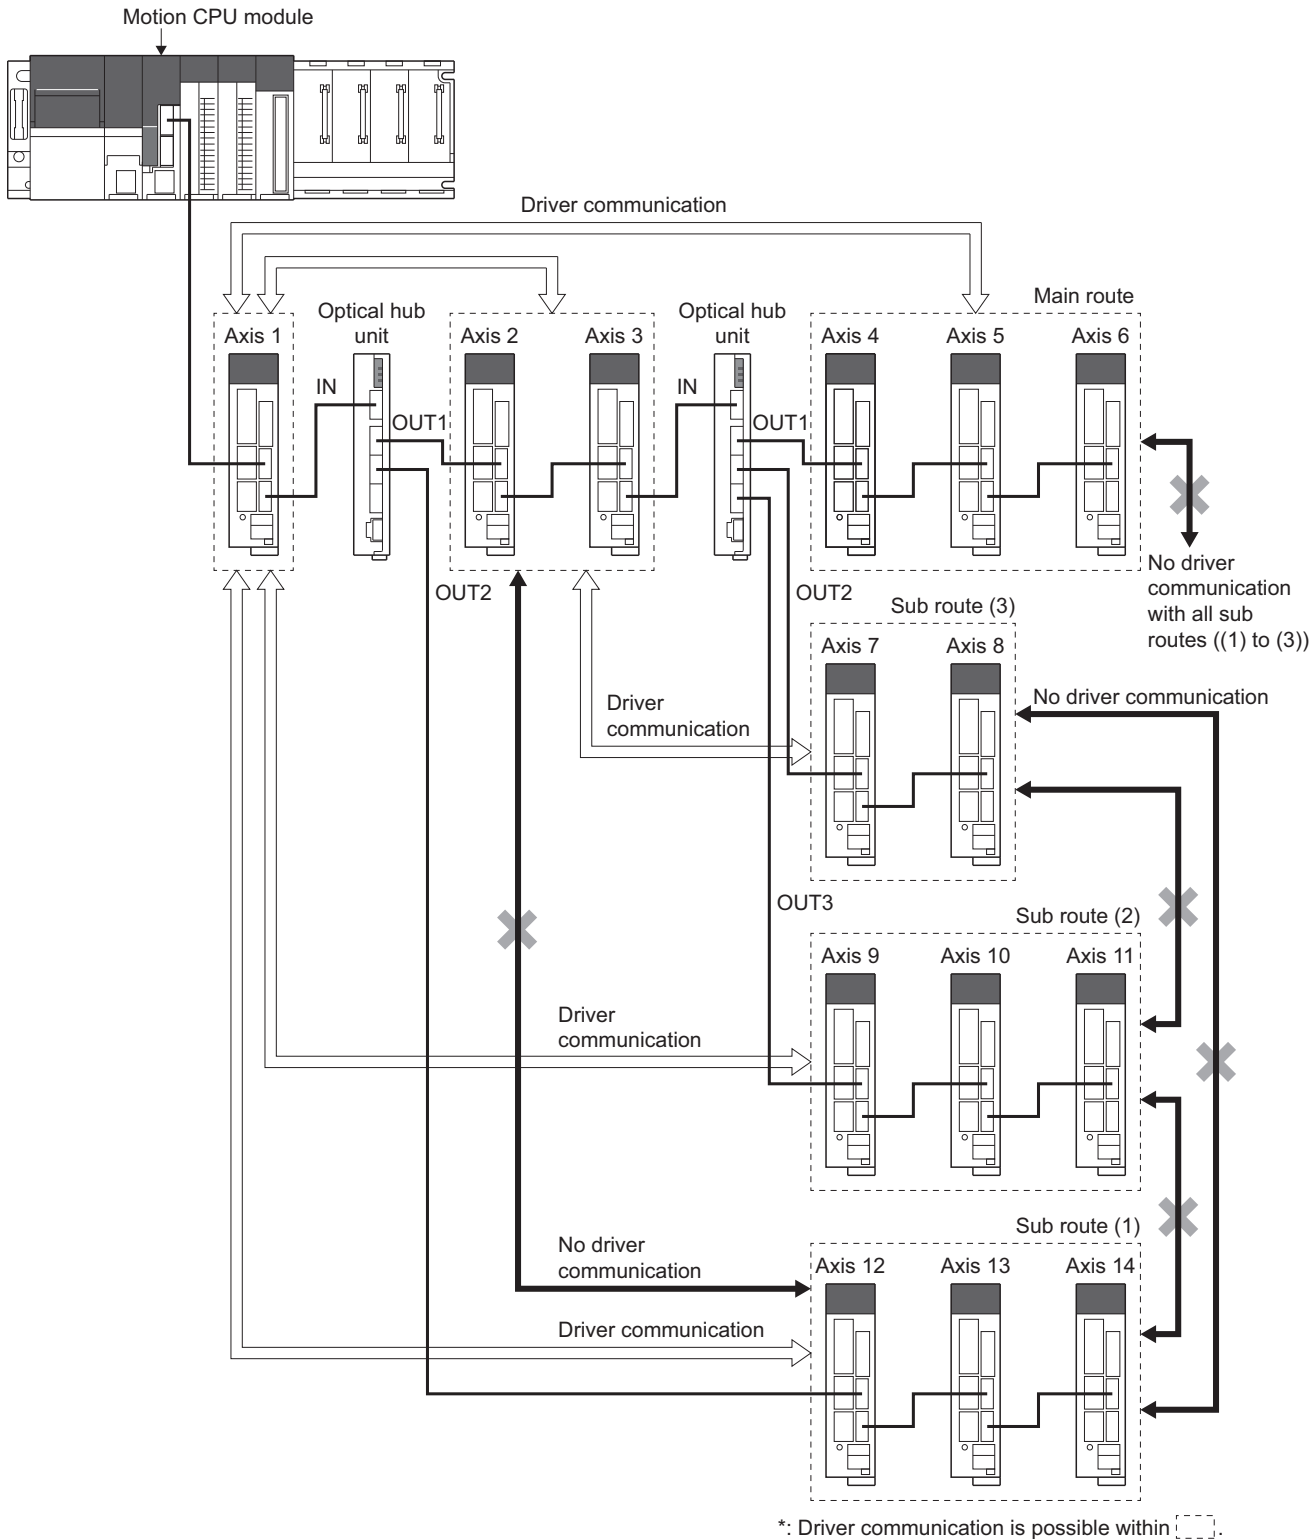 Motion CPU module
Driver communication
Main route
Axis 1
Optical hub
unit
Axis 2
Axis 3
Optical hub
unit
Axis 4
Axis 5
Axis 6
IN
OUT1
IN
OUT1
OUT2
OUT2
No driver
communication
with all sub
routes ((1) to (3))
Sub route (3)
Axis 7
Axis 8
Driver
communication
No driver communication
OUT3
Sub route (2)
Axis 9
Axis 10
Axis 11
Driver
communication
Sub route (1)
No driver
communication
Axis 12
Axis 13
Axis 14
Driver communication
*: Driver communication is possible within .